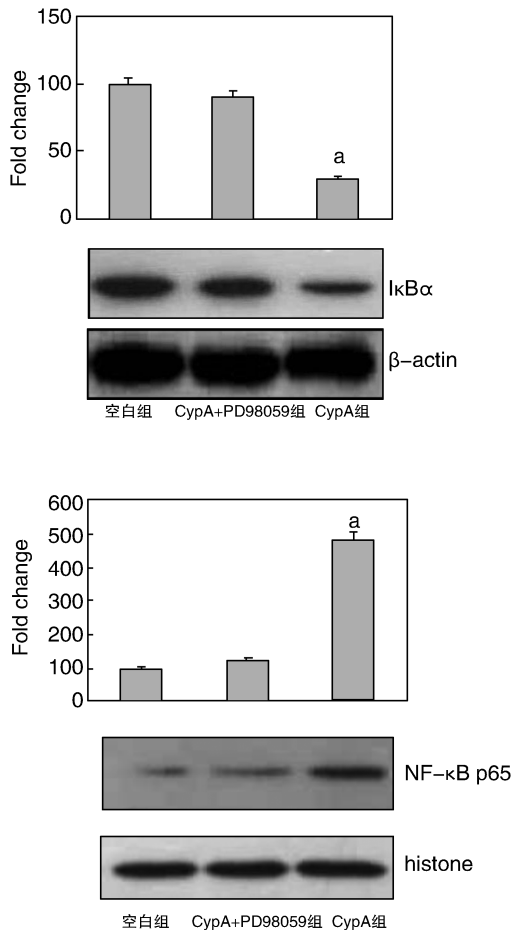 150
100
50
0
Fold change
a
IκBα
β-actin
空白组 CypA+PD98059组 CypA组
600
500
400
300
200
100
0
Fold change
a
NF-κB p65
histone
空白组 CypA+PD98059组 CypA组